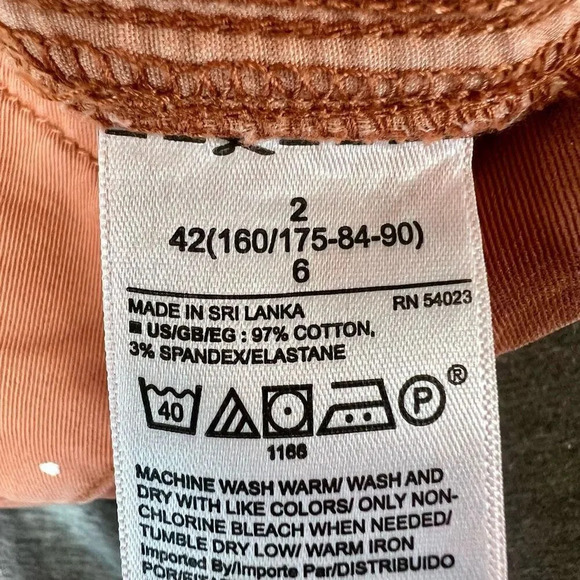 2
42(160/175-84-90)
6
MADE IN SRI LANKA RN 54023
US/GB/EG : 97% COTTON,
3% SPANDEX/ELASTANE
40 P ®
1166
MACHINE WASH WARM/ WASH AND
DRY WITH LIKE COLORS/ ONLY NON-
CHLORINE BLEACH WHEN NEEDED/
TUMBLE DRY LOW/ WARM IRON
Imported By/Importe Par/DISTRIBUIDO